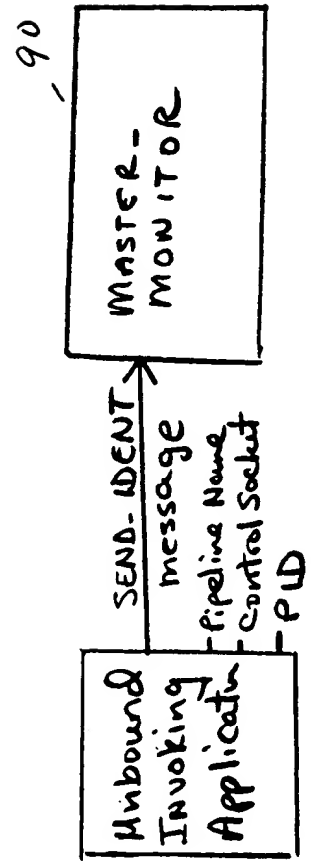 Unbound
Invoking
Applicatn
SEND-IDENT
message
- Pipeline Name
- Control Socket
- PID
MASTER-
MONITOR
90